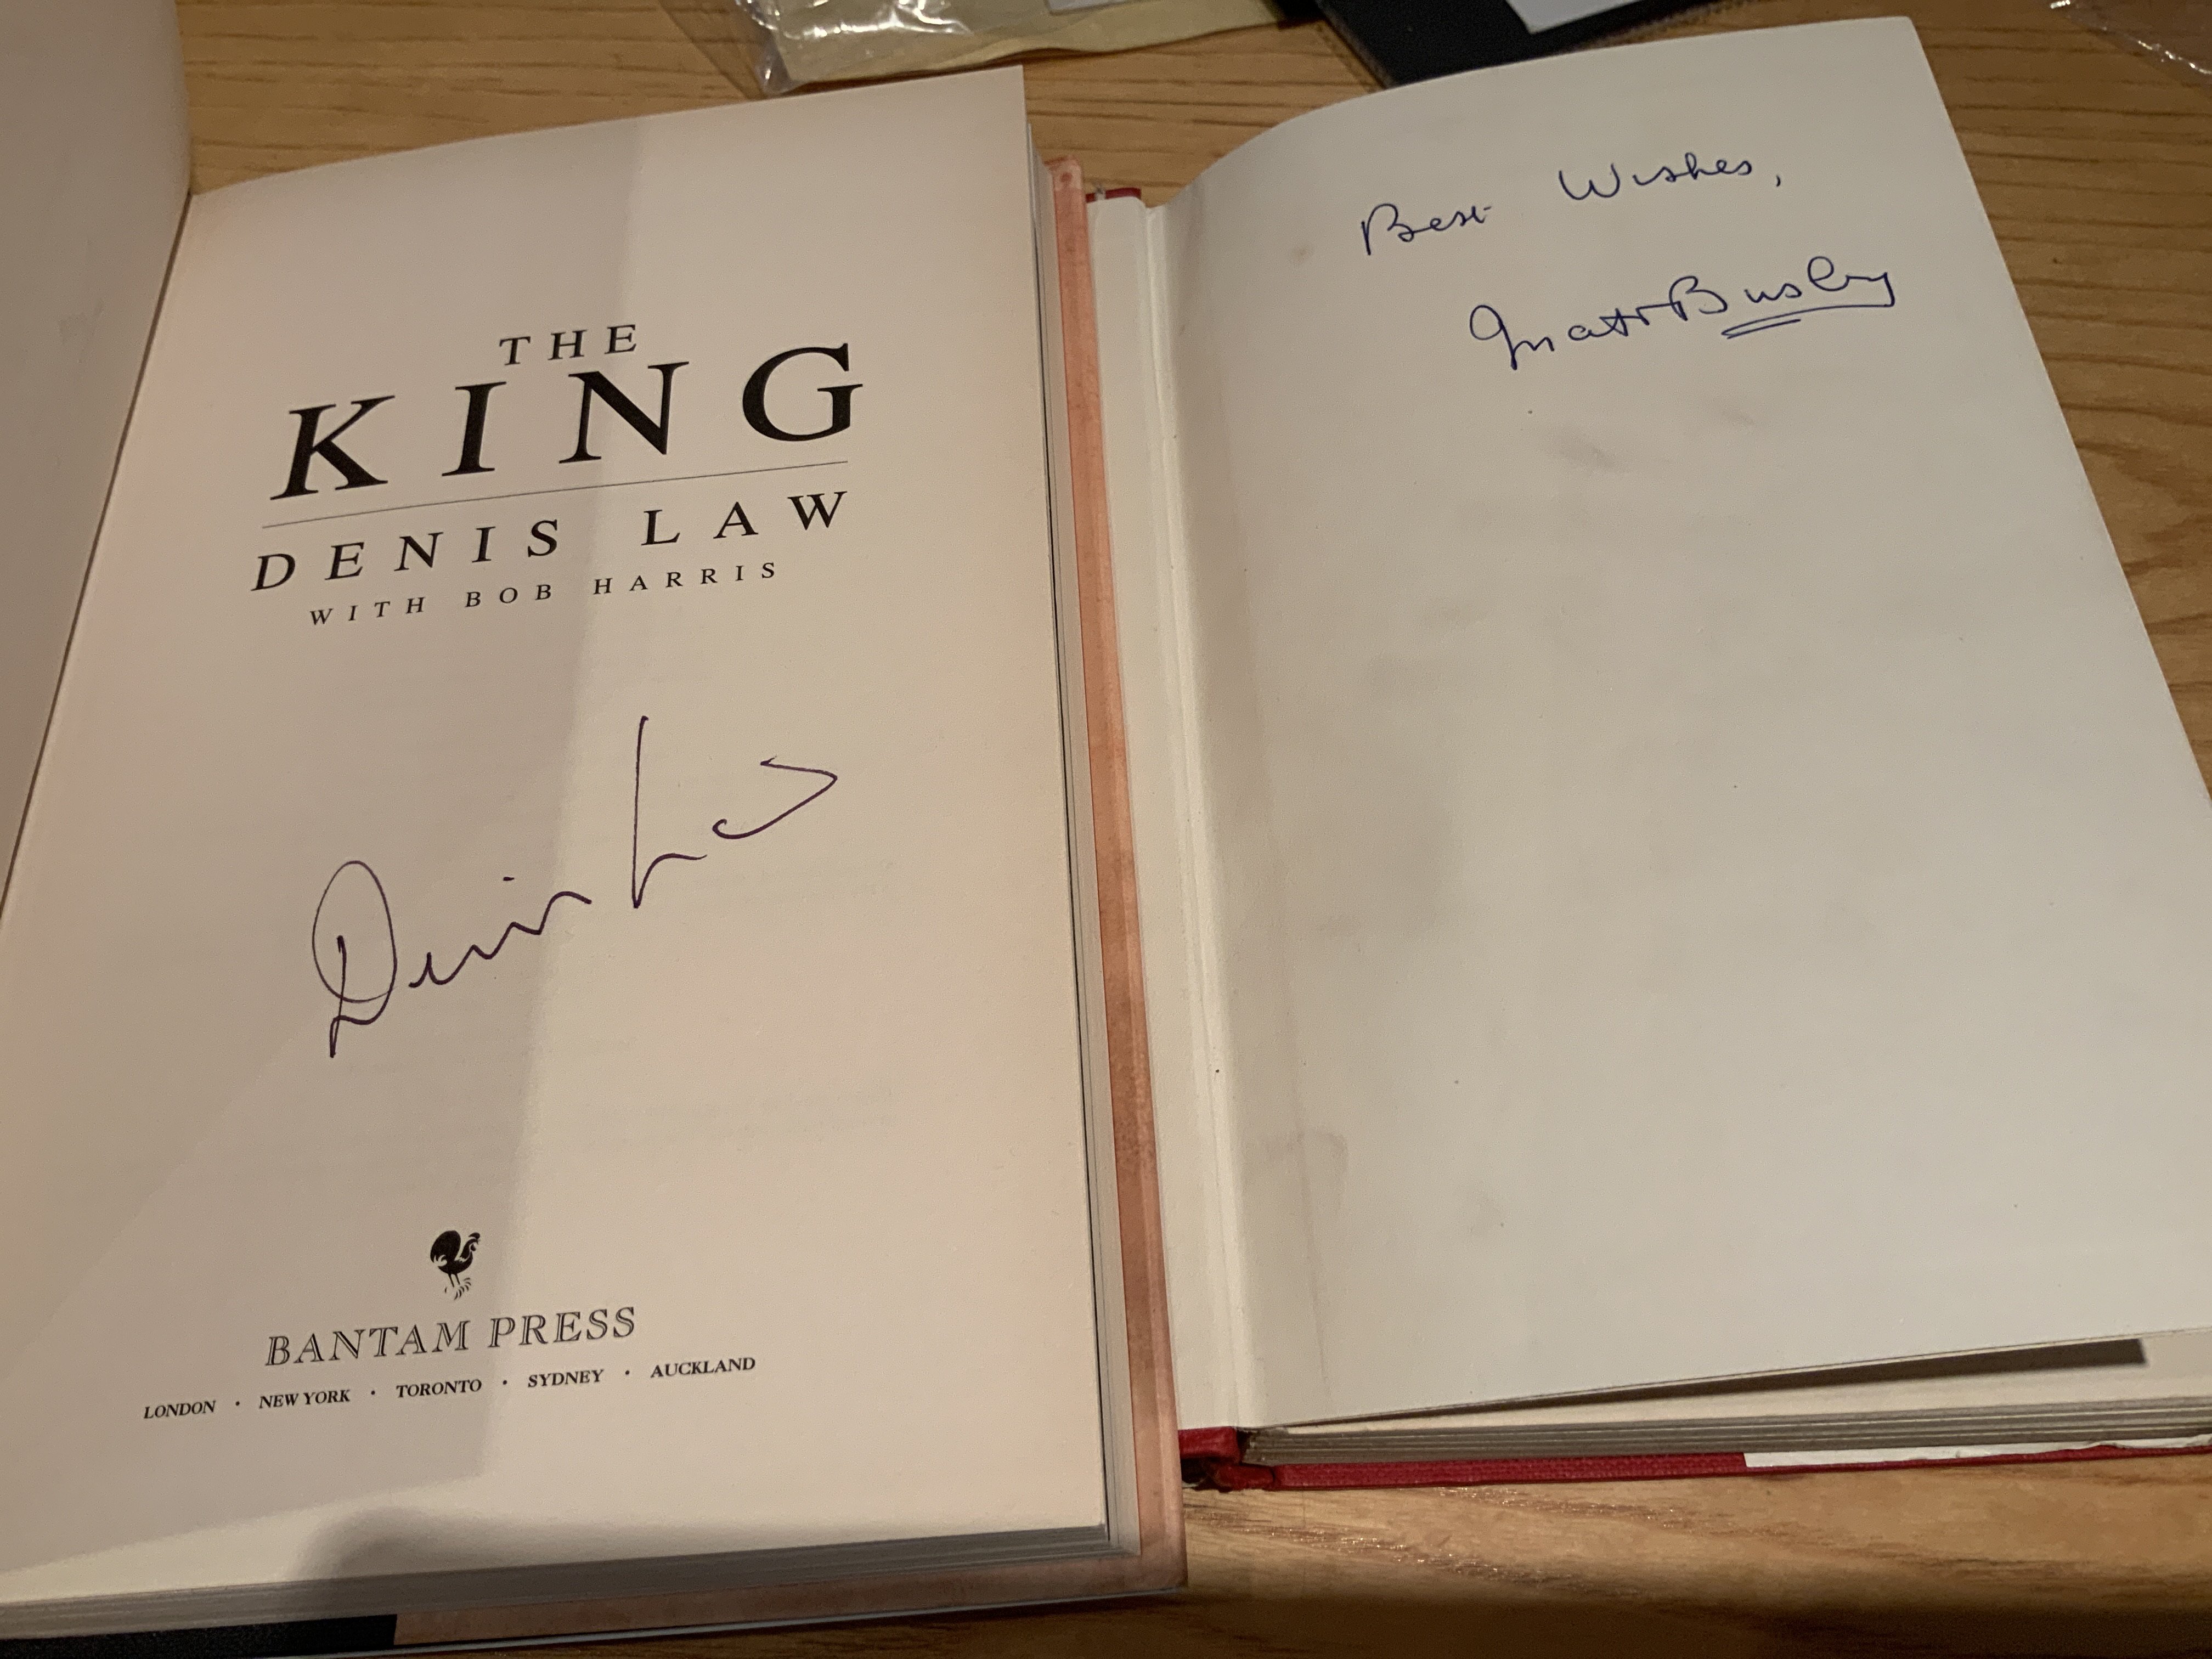 THE
KING
DENIS LAW
WITH BOB HARRIS
Denis Law
BANTAM PRESS
LONDON · NEW YORK · TORONTO · SYDNEY · AUCKLAND
Best Wishes,
Matt Busby